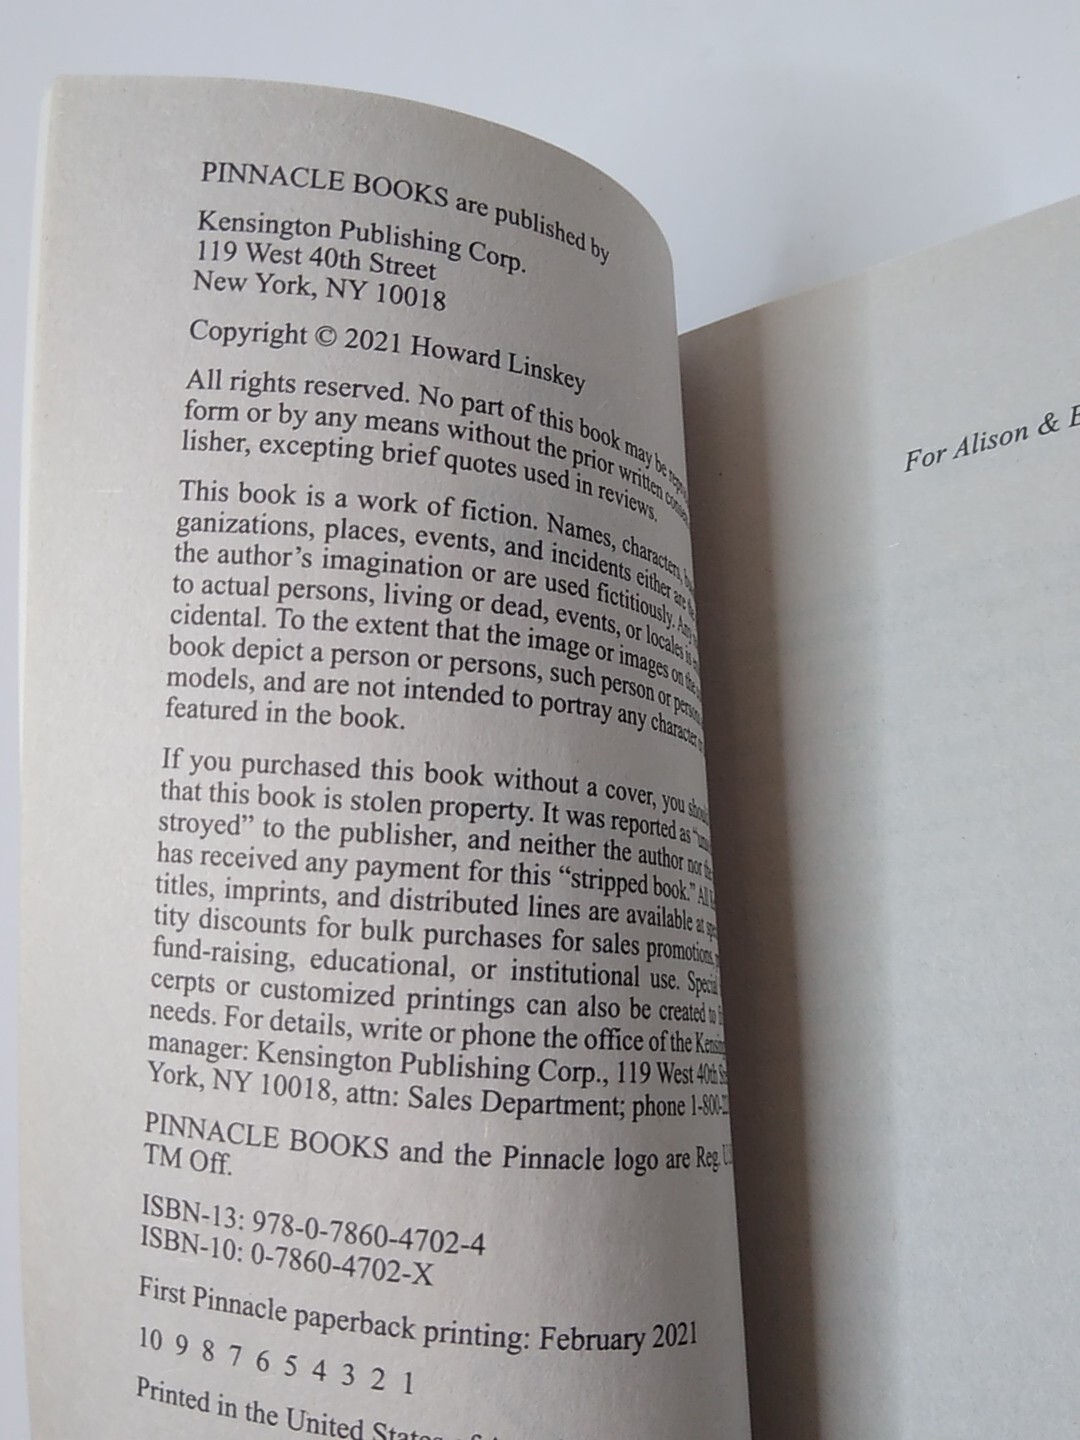 PINNACLE BOOKS are published by
Kensington Publishing Corp.
119 West 40th Street
New York, NY 10018
Copyright © 2021 Howard Linskey
All rights reserved. No part of this book may be
form or by any means without the prior written
lisher, excepting brief quotes used in reviews.
This book is a work of fiction. Names, characters,
ganizations, places, events, and incidents either are the
the author's imagination or are used fictitiously. Any
to actual persons, living or dead, events, or locales is
cidental. To the extent that the image or images on the
book depict a person or persons, such person or persons
models, and are not intended to portray any character or
featured in the book.
If you purchased this book without a cover, you should
that this book is stolen property. It was reported as
stroyed” to the publisher, and neither the author nor the
has received any payment for this “stripped book.” All
titles, imprints, and distributed lines are available at
tity discounts for bulk purchases for sales promotions,
fund-raising, educational, or institutional use. Special
cerpts or customized printings can also be created to
needs. For details, write or phone the office of the
manager: Kensington Publishing Corp., 119 West 40th
York, NY 10018, attn: Sales Department; phone 1-800-
PINNACLE BOOKS and the Pinnacle logo are Reg.
TM Off.
ISBN-13: 978-0-7860-4702-4
ISBN-10: 0-7860-4702-X
First Pinnacle paperback printing: February 2021
10 9 8 7 6 5 4 3 2 1
Printed in the United States
For Alison &